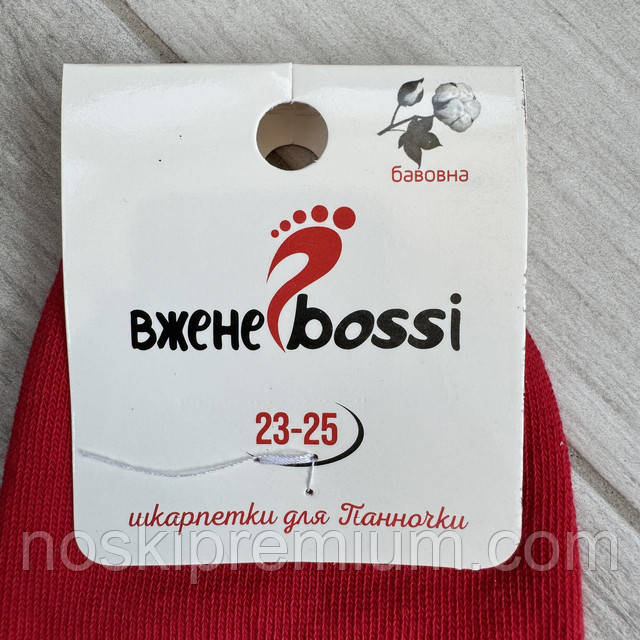 бавовна
вжене bossi
23-25
шкарпетки для Панночки
noskipremium.com